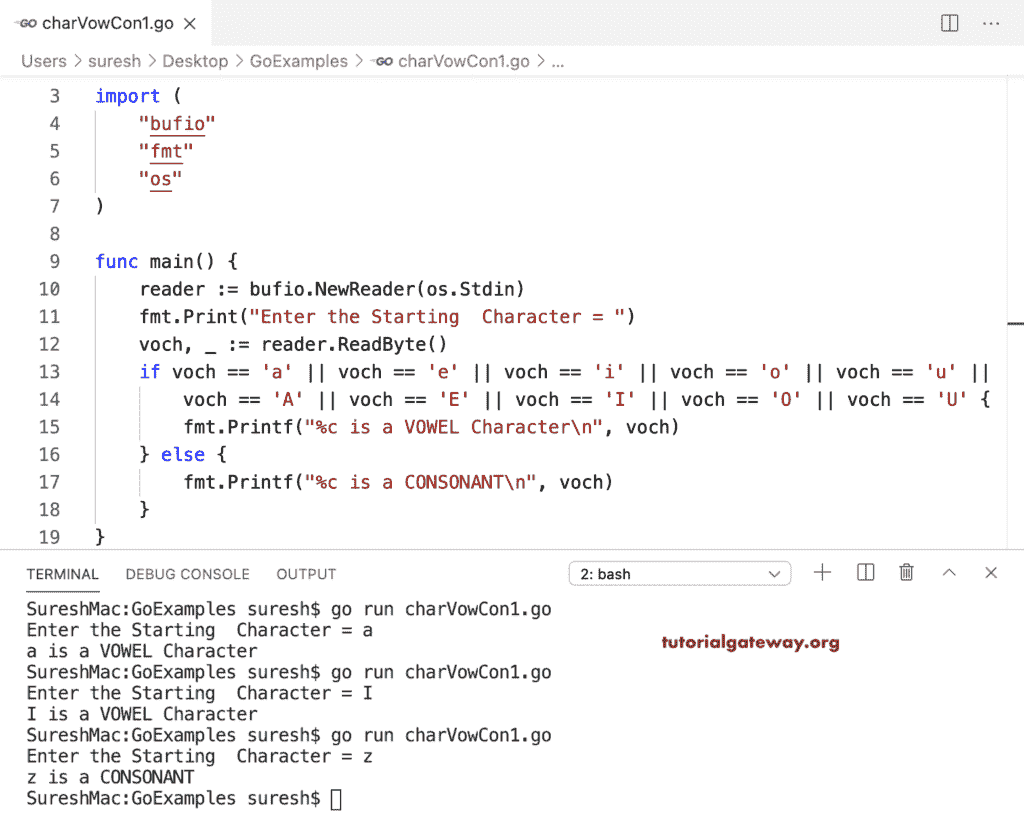 GO charVowCon1.go ×
Users > suresh > Desktop > GoExamples > GO charVowCon1.go > ...
3 import (
4 "bufio"
5 "fmt"
6 "os"
7 )
8
9 func main() {
10 reader := bufio.NewReader(os.Stdin)
11 fmt.Print("Enter the Starting  Character = ")
12 voch, _ := reader.ReadByte()
13 if voch == 'a' || voch == 'e' || voch == 'i' || voch == 'o' || voch == 'u' ||
14 voch == 'A' || voch == 'E' || voch == 'I' || voch == 'O' || voch == 'U' {
15 fmt.Printf("%c is a VOWEL Character\n", voch)
16 } else {
17 fmt.Printf("%c is a CONSONANT\n", voch)
18 }
19 }
TERMINAL DEBUG CONSOLE OUTPUT 2: bash
SureshMac:GoExamples suresh$ go run charVowCon1.go
Enter the Starting  Character = a
tutorialgateway.org
a is a VOWEL Character
SureshMac:GoExamples suresh$ go run charVowCon1.go
Enter the Starting  Character = I
I is a VOWEL Character
SureshMac:GoExamples suresh$ go run charVowCon1.go
Enter the Starting  Character = z
z is a CONSONANT
SureshMac:GoExamples suresh$